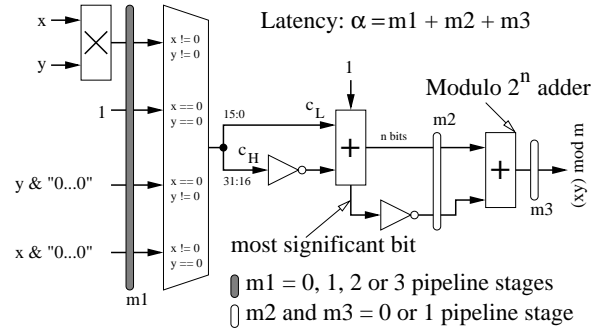 x
y
1
y & "0...0"
x & "0...0"
m1
x != 0
y != 0
x == 0
y == 0
x == 0
y != 0
x != 0
y == 0
Latency: α = m1 + m2 + m3
15:0
c_L
c_H
31:16
1
+
n bits
m2
most significant bit
Modulo 2^n adder
+
m3
(xy) mod m
m1 = 0, 1, 2 or 3 pipeline stages
m2 and m3 = 0 or 1 pipeline stage